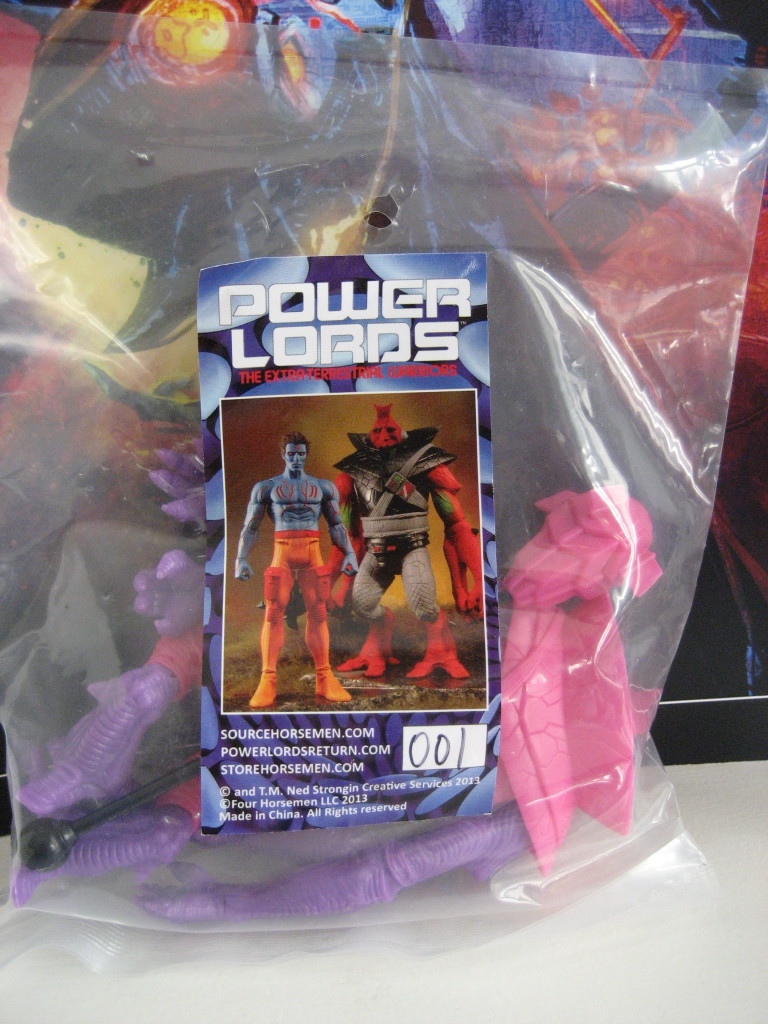 POWER
LORDS™
THE EXTRA-TERRESTRIAL WARRIORS
SOURCEHORSEMEN.COM
POWERLORDSRETURN.COM
STOREHORSEMEN.COM
001
© and T.M. Ned Strongin Creative Services 2013
©Four Horsemen LLC 2013
Made in China. All Rights reserved